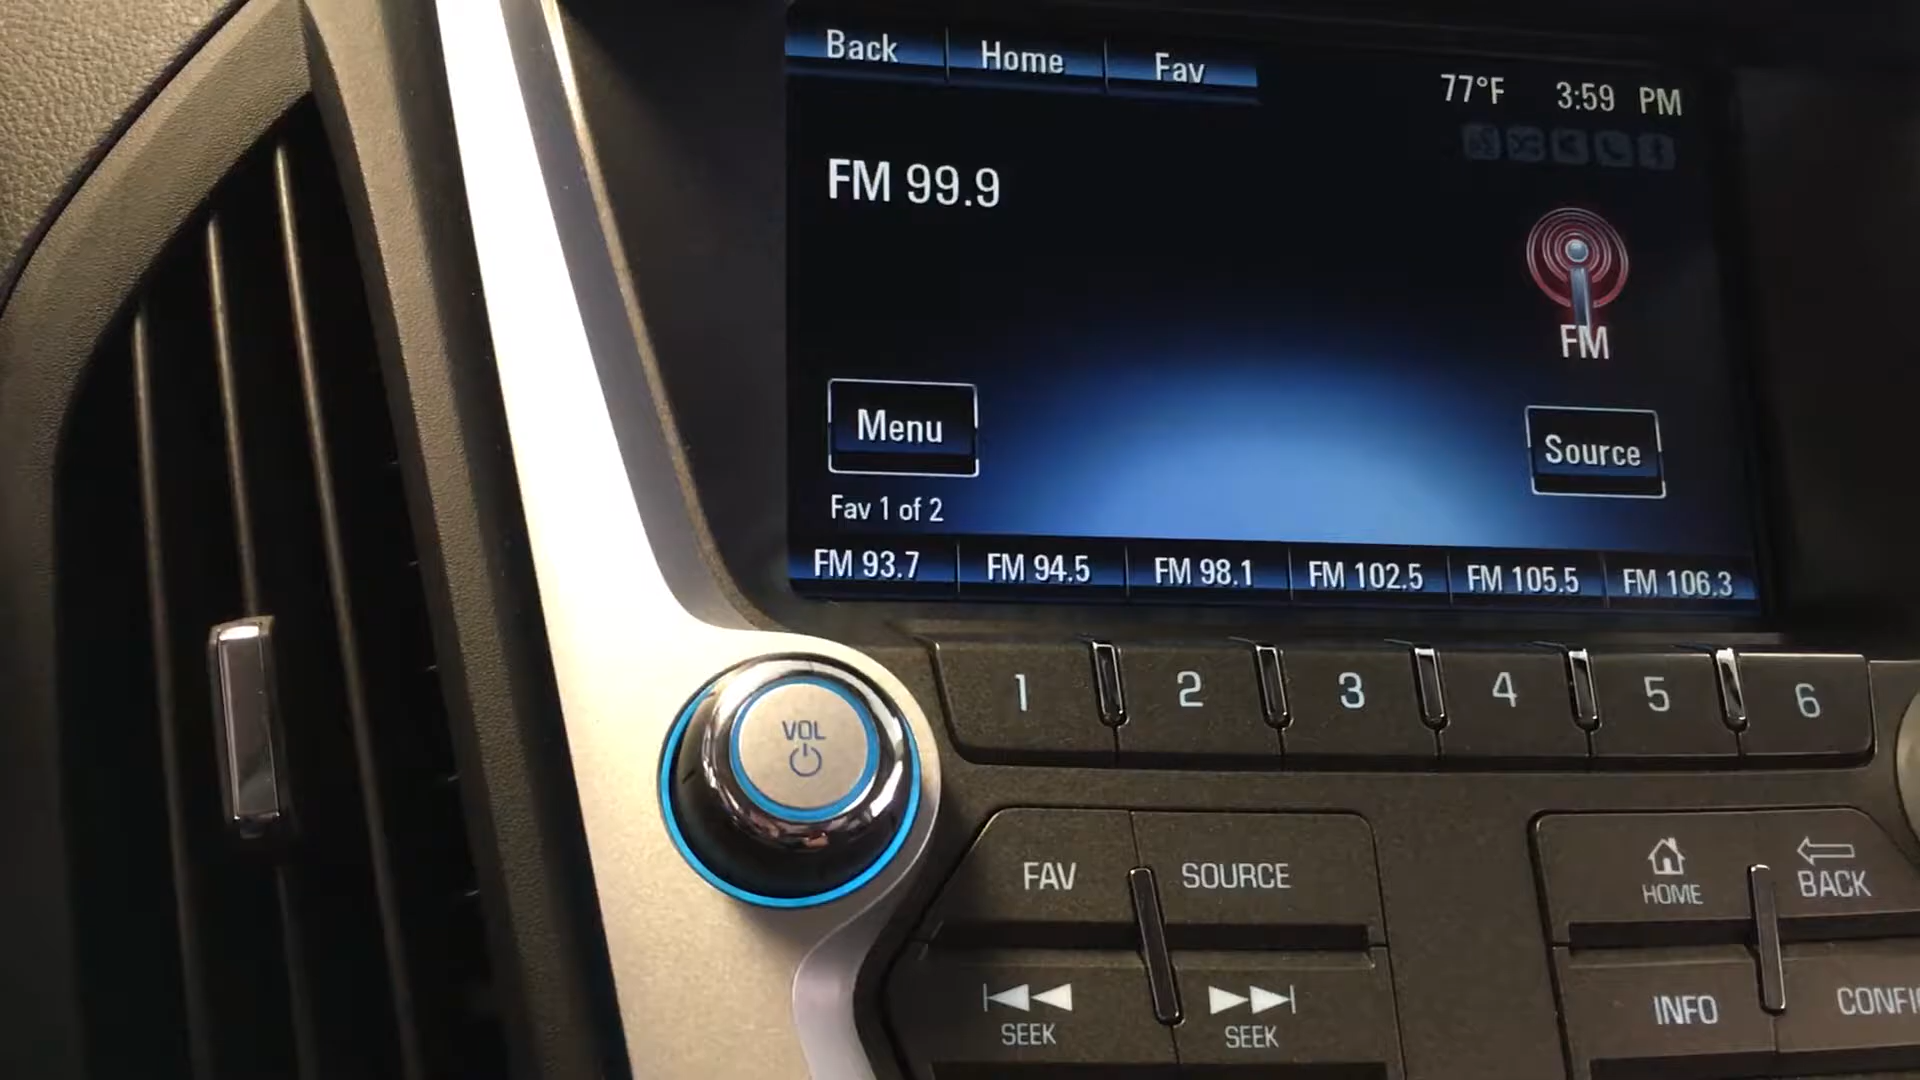 Back Home Fav
77°F 3:59 PM
FM 99.9
FM
Menu
Source
Fav 1 of 2
FM 93.7 FM 94.5 FM 98.1 FM 102.5 FM 105.5 FM 106.3
1 2 3 4 5 6
VOL
FAV SOURCE
HOME BACK
SEEK SEEK
INFO CONFI